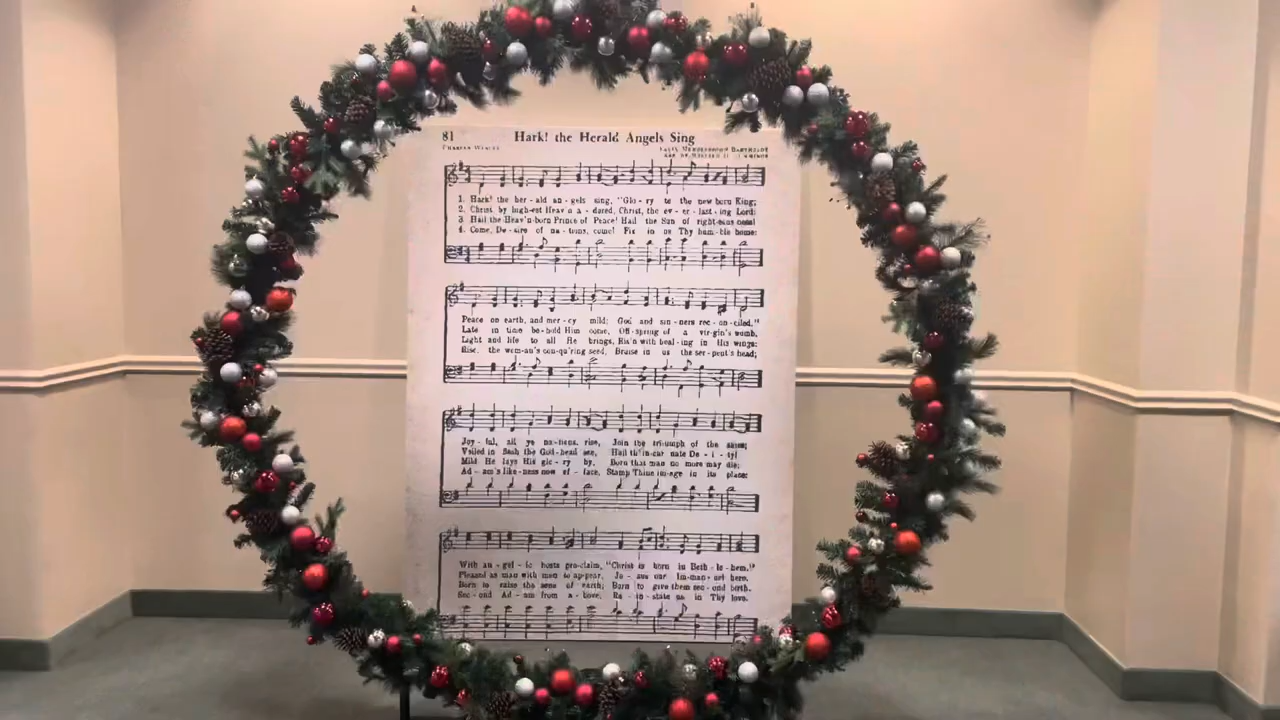 81
Hark! the Herald Angels Sing
Charles Wesley
Felix Mendelssohn Bartholdy
1. Hark! the her-ald an-gels sing, "Glo-ry to the new born King;
2. Christ by high-est Heav'n a-dored, Christ, the ev-er-last-ing Lord:
3. Hail the Heav'n-born Prince of Peace! Hail the Sun of right-eous-ness!
4. Come, De-sire of na-tions, come! Fix in us Thy hum-ble home:
Peace on earth, and mer-cy mild; God and sin-ners rec-on-ciled."
Late in time be-hold Him come, Off-spring of a vir-gin's womb,
Light and life to all He brings, Ris'n with heal-ing in His wings:
Rise, the wom-an's con-qu'ring seed, Bruise in us the ser-pent's head;
Joy-ful, all ye na-tions, rise, Join the triumph of the skies;
Veiled in flesh the God-head see, Hail th' in-car-nate De-i-ty!
Mild He lays His glo-ry by, Born that man no more may die;
Ad-am's like-ness now ef-face, Stamp Thine im-age in its place:
With an-gel-ic hosts pro-claim, "Christ is born in Beth-le-hem."
Pleased as man with men to ap-pear, Je-sus our Im-man-uel here.
Born to raise the sons of earth; Born to give them sec-ond birth.
Sec-ond Ad-am from a-bove, Re-in-state us in Thy love.